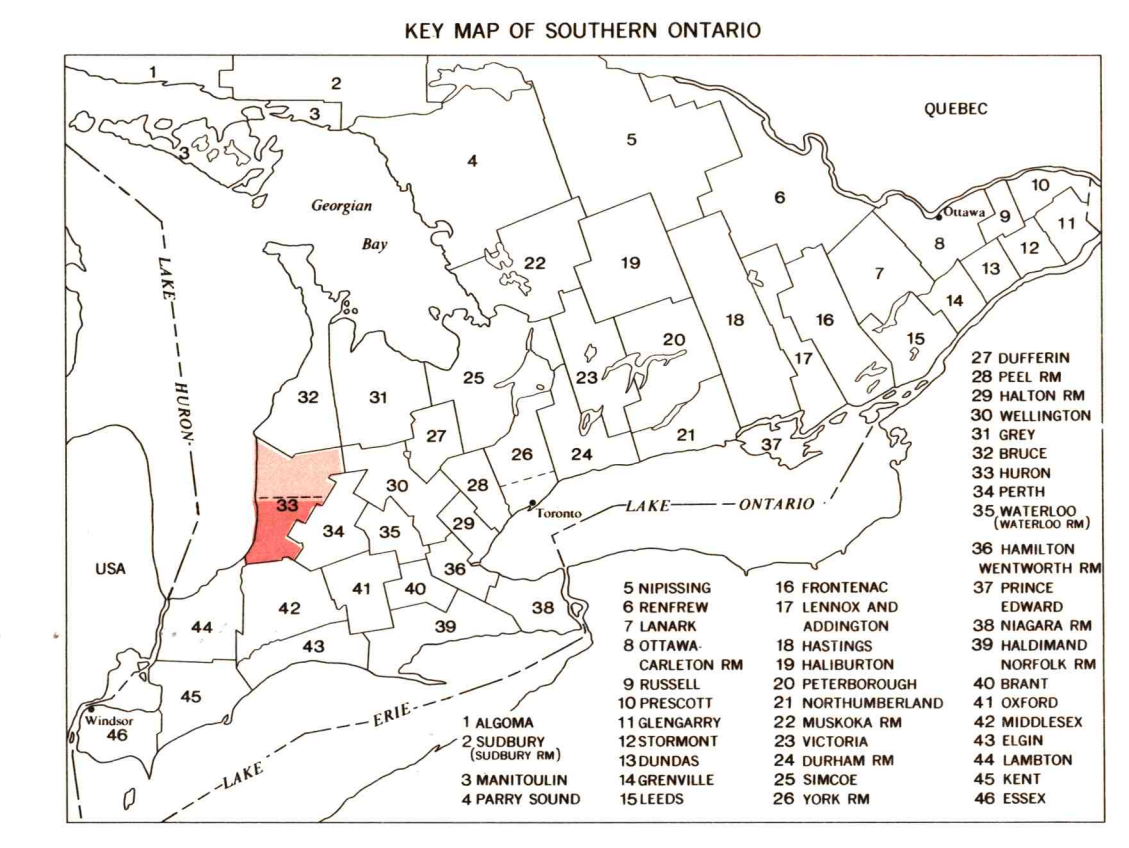 KEY MAP OF SOUTHERN ONTARIO
1
2
3
3
4
5
QUEBEC
6
10
Georgian
Bay
Ottawa
9
11
8
12
22
19
7
13
14
LAKE
HURON
18
16
15
20
17
25
23
32
31
27
21
37
26
24
30
28
33
34
35
29
Toronto
LAKE
ONTARIO
USA
36
41
40
42
38
39
44
43
45
Windsor
46
LAKE
ERIE
1 ALGOMA
2 SUDBURY
(SUDBURY RM)
3 MANITOULIN
4 PARRY SOUND
5 NIPISSING
6 RENFREW
7 LANARK
8 OTTAWA-
CARLETON RM
9 RUSSELL
10 PRESCOTT
11 GLENGARRY
12 STORMONT
13 DUNDAS
14 GRENVILLE
15 LEEDS
16 FRONTENAC
17 LENNOX AND
ADDINGTON
18 HASTINGS
19 HALIBURTON
20 PETERBOROUGH
21 NORTHUMBERLAND
22 MUSKOKA RM
23 VICTORIA
24 DURHAM RM
25 SIMCOE
26 YORK RM
27 DUFFERIN
28 PEEL RM
29 HALTON RM
30 WELLINGTON
31 GREY
32 BRUCE
33 HURON
34 PERTH
35 WATERLOO
(WATERLOO RM)
36 HAMILTON
WENTWORTH RM
37 PRINCE
EDWARD
38 NIAGARA RM
39 HALDIMAND
NORFOLK RM
40 BRANT
41 OXFORD
42 MIDDLESEX
43 ELGIN
44 LAMBTON
45 KENT
46 ESSEX